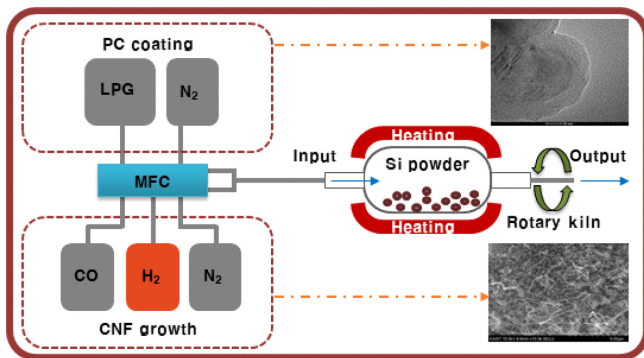 PC coating
LPG
N2
MFC
CO
H2
N2
CNF growth
Input
Heating
Si powder
Heating
Output
Rotary kiln